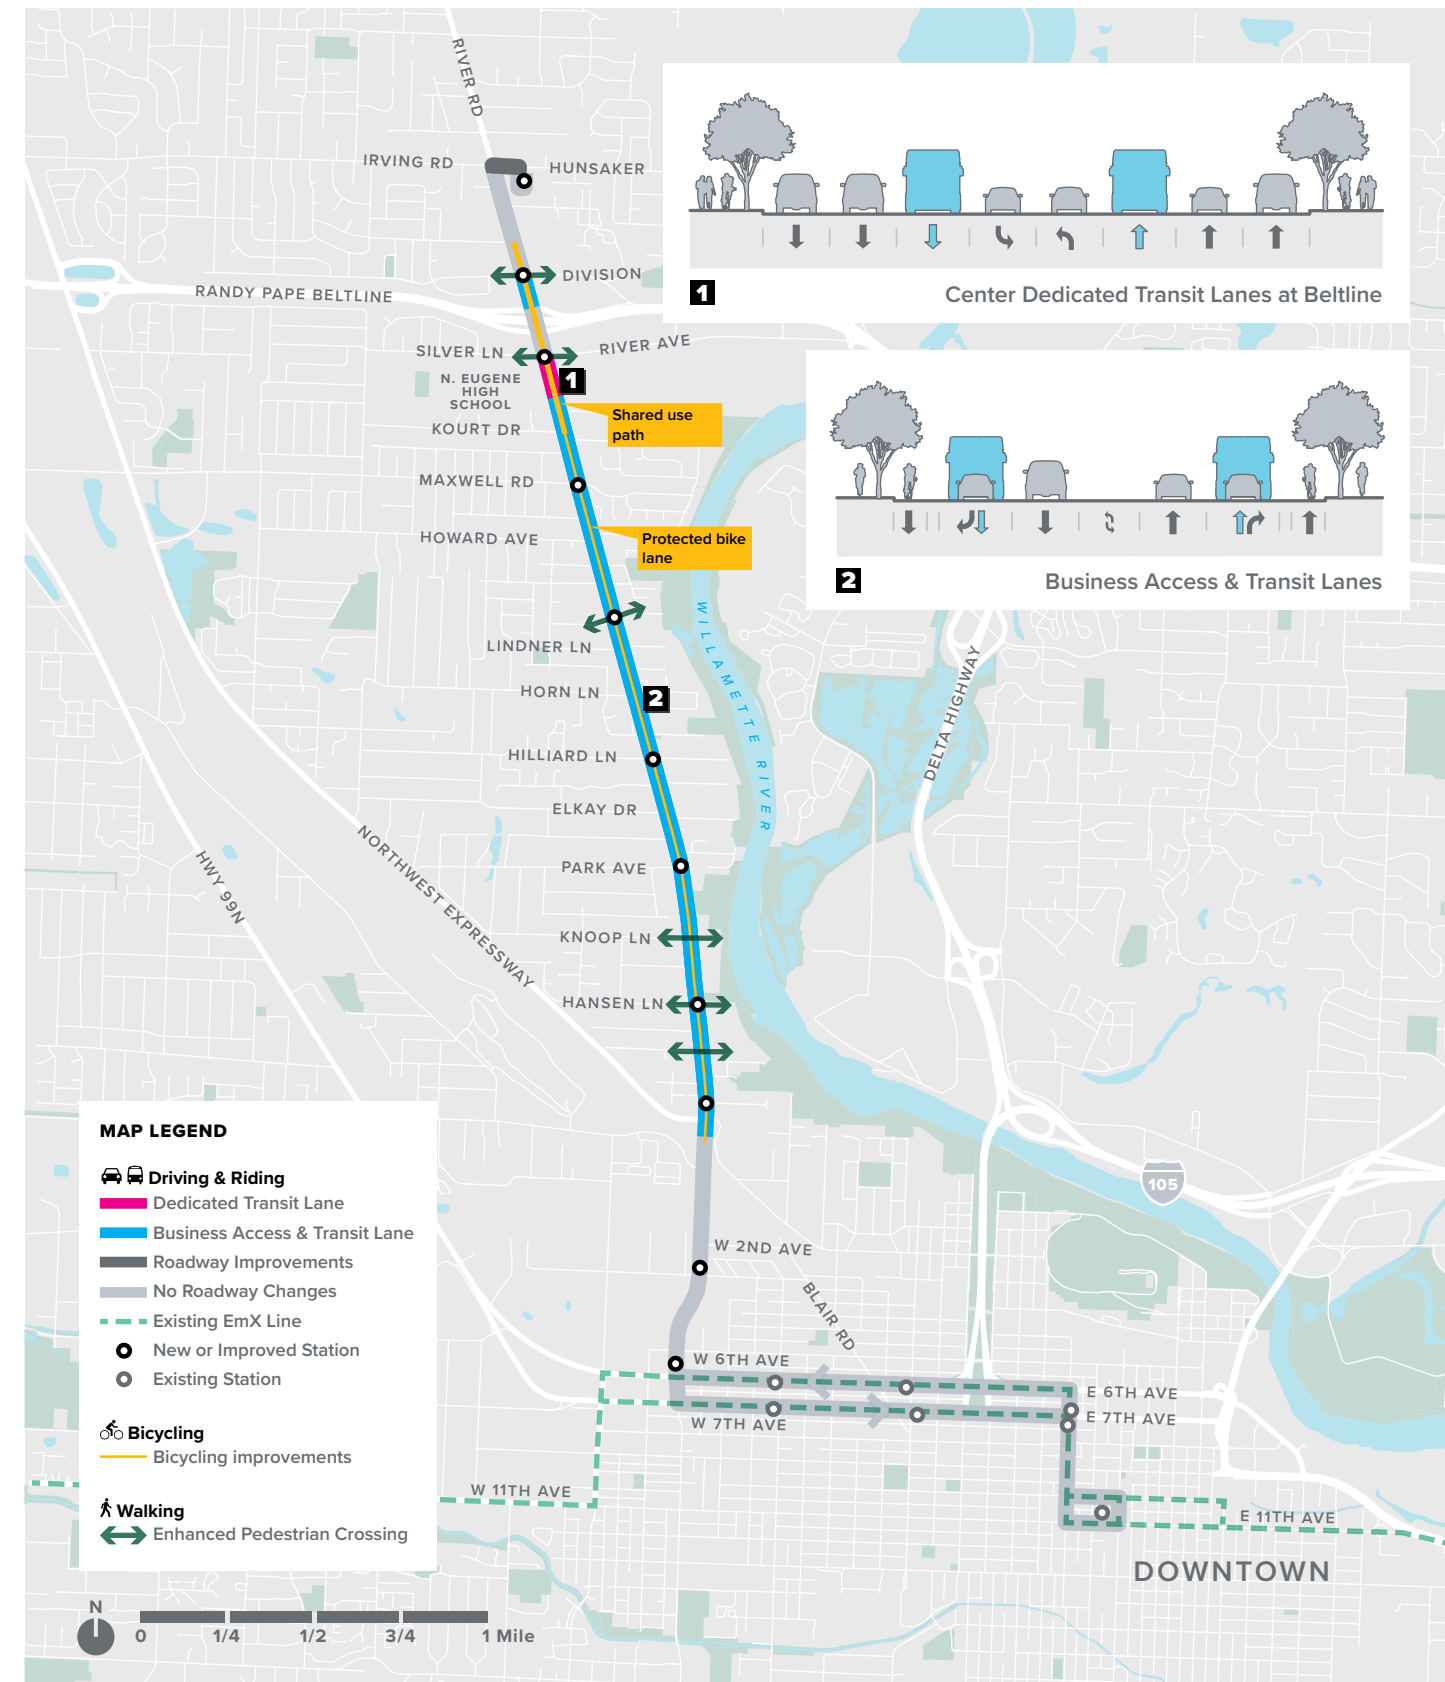 RIVER RD
IRVING RD
HUNSAKER
DIVISION
RANDY PAPE BELTLINE
SILVER LN
RIVER AVE
N. EUGENE
HIGH
SCHOOL
1
Shared use
path
KOURT DR
MAXWELL RD
HOWARD AVE
Protected bike
lane
LINDNER LN
HORN LN
2
HILLIARD LN
ELKAY DR
PARK AVE
KNOOP LN
HANSEN LN
WILLAMETTE RIVER
DELTA HIGHWAY
NORTHWEST EXPRESSWAY
HWY 99N
105
W 2ND AVE
BLAIR RD
W 6TH AVE
W 7TH AVE
E 6TH AVE
E 7TH AVE
W 11TH AVE
E 11TH AVE
DOWNTOWN
1
Center Dedicated Transit Lanes at Beltline
2
Business Access & Transit Lanes
MAP LEGEND
Driving & Riding
Dedicated Transit Lane
Business Access & Transit Lane
Roadway Improvements
No Roadway Changes
Existing EmX Line
New or Improved Station
Existing Station
Bicycling
Bicycling improvements
Walking
Enhanced Pedestrian Crossing
N
0 1/4 1/2 3/4 1 Mile